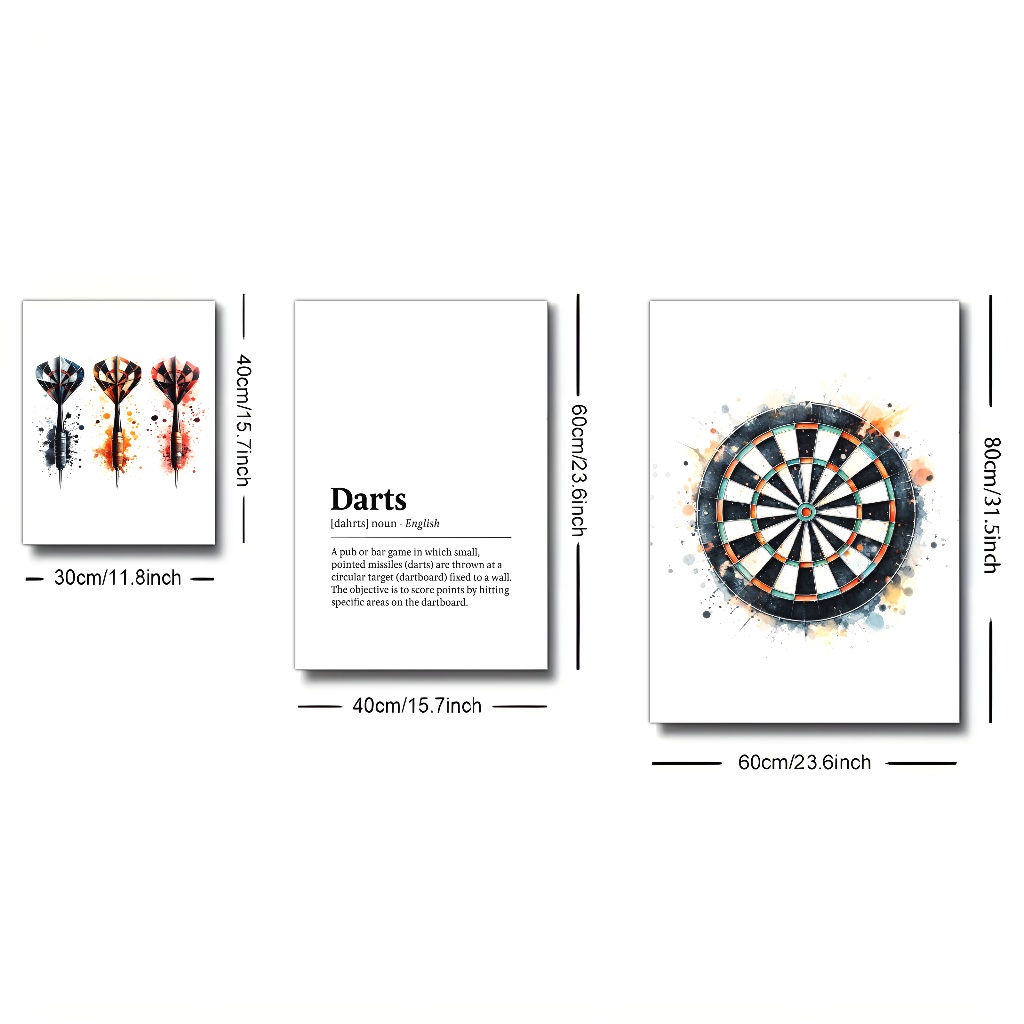 40cm/15.7inch
30cm/11.8inch
Darts
[dahrts] noun - English
A pub or bar game in which small,
pointed missiles (darts) are thrown at a
circular target (dartboard) fixed to a wall.
The objective is to score points by hitting
specific areas on the dartboard.
60cm/23.6inch
40cm/15.7inch
80cm/31.5inch
60cm/23.6inch